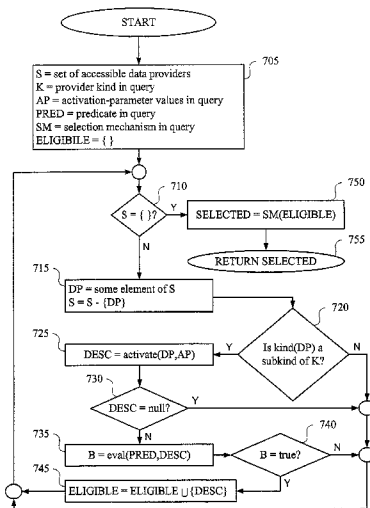 START
705
S = set of accessible data providers
K = provider kind in query
AP = activation-parameter values in query
PRED = predicate in query
SM = selection mechanism in query
ELIGIBILE = { }
710
S = { }?
Y
N
750
SELECTED = SM(ELIGIBLE)
755
RETURN SELECTED
715
DP = some element of S
S = S - {DP}
720
Is kind(DP) a
subkind of K?
Y
N
725
DESC = activate(DP,AP)
730
DESC = null?
Y
N
735
B = eval(PRED,DESC)
740
B = true?
N
Y
745
ELIGIBLE = ELIGIBLE ∪{DESC}